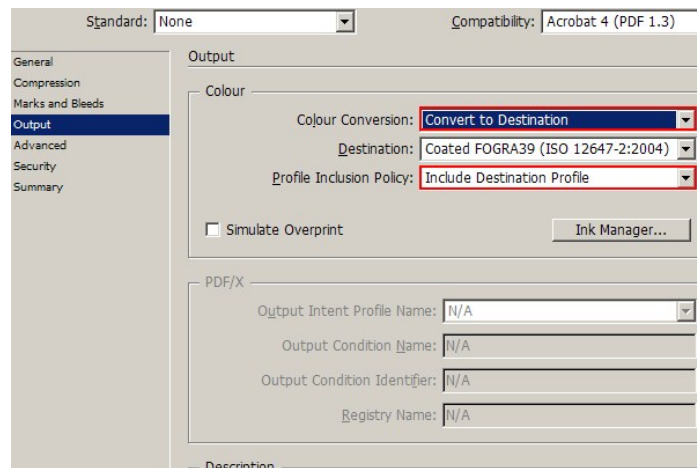 Standard: None Compatibility: Acrobat 4 (PDF 1.3)
General
Compression
Marks and Bleeds
Output
Advanced
Security
Summary
Output
Colour
Colour Conversion: Convert to Destination
Destination: Coated FOGRA39 (ISO 12647-2:2004)
Profile Inclusion Policy: Include Destination Profile
Simulate Overprint Ink Manager...
PDF/X
Output Intent Profile Name: N/A
Output Condition Name: N/A
Output Condition Identifier: N/A
Registry Name: N/A
Description